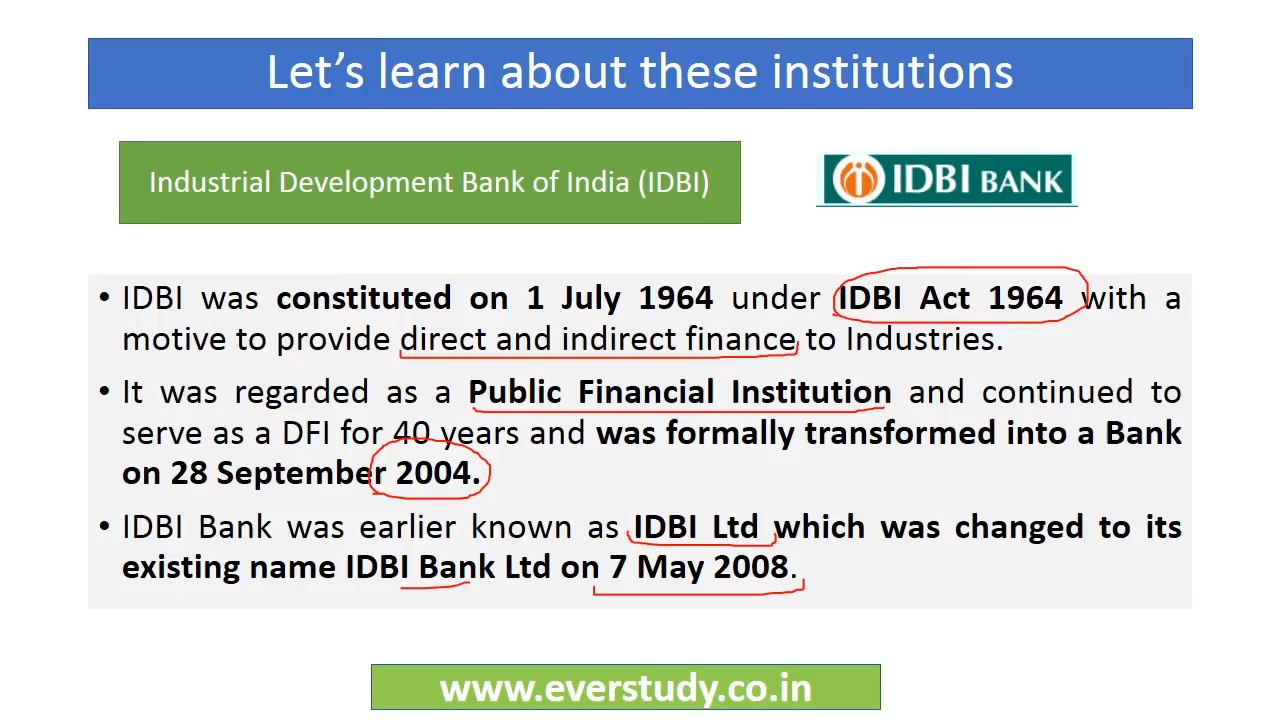 Let’s learn about these institutions
Industrial Development Bank of India (IDBI)
IDBI BANK
• IDBI was constituted on 1 July 1964 under IDBI Act 1964 with a
motive to provide direct and indirect finance to Industries.
• It was regarded as a Public Financial Institution and continued to
serve as a DFI for 40 years and was formally transformed into a Bank
on 28 September 2004.
• IDBI Bank was earlier known as IDBI Ltd which was changed to its
existing name IDBI Bank Ltd on 7 May 2008.
www.everstudy.co.in